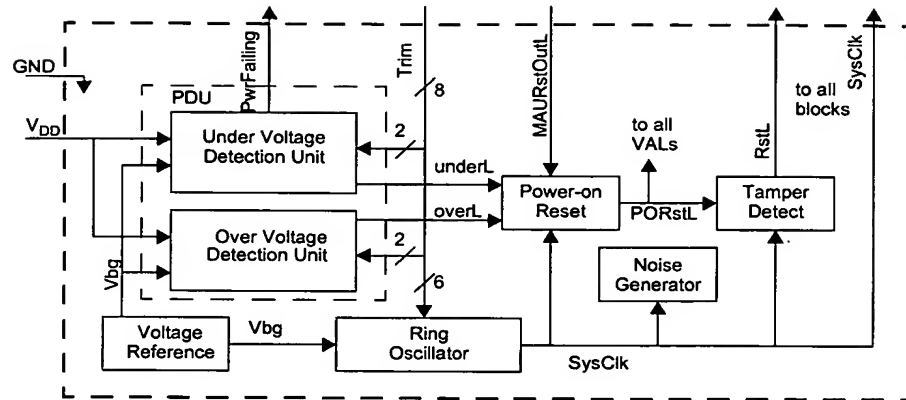 GND
VDD
PDU
PwrFailing
Trim
8
MAURstOutL
RstL
to all
blocks
SysClk
Under Voltage
Detection Unit
2
underL
to all
VALs
Power-on
Reset
PORstL
Tamper
Detect
overL
Over Voltage
Detection Unit
2
6
Vbg
Noise
Generator
Voltage
Reference
Vbg
Ring
Oscillator
SysClk